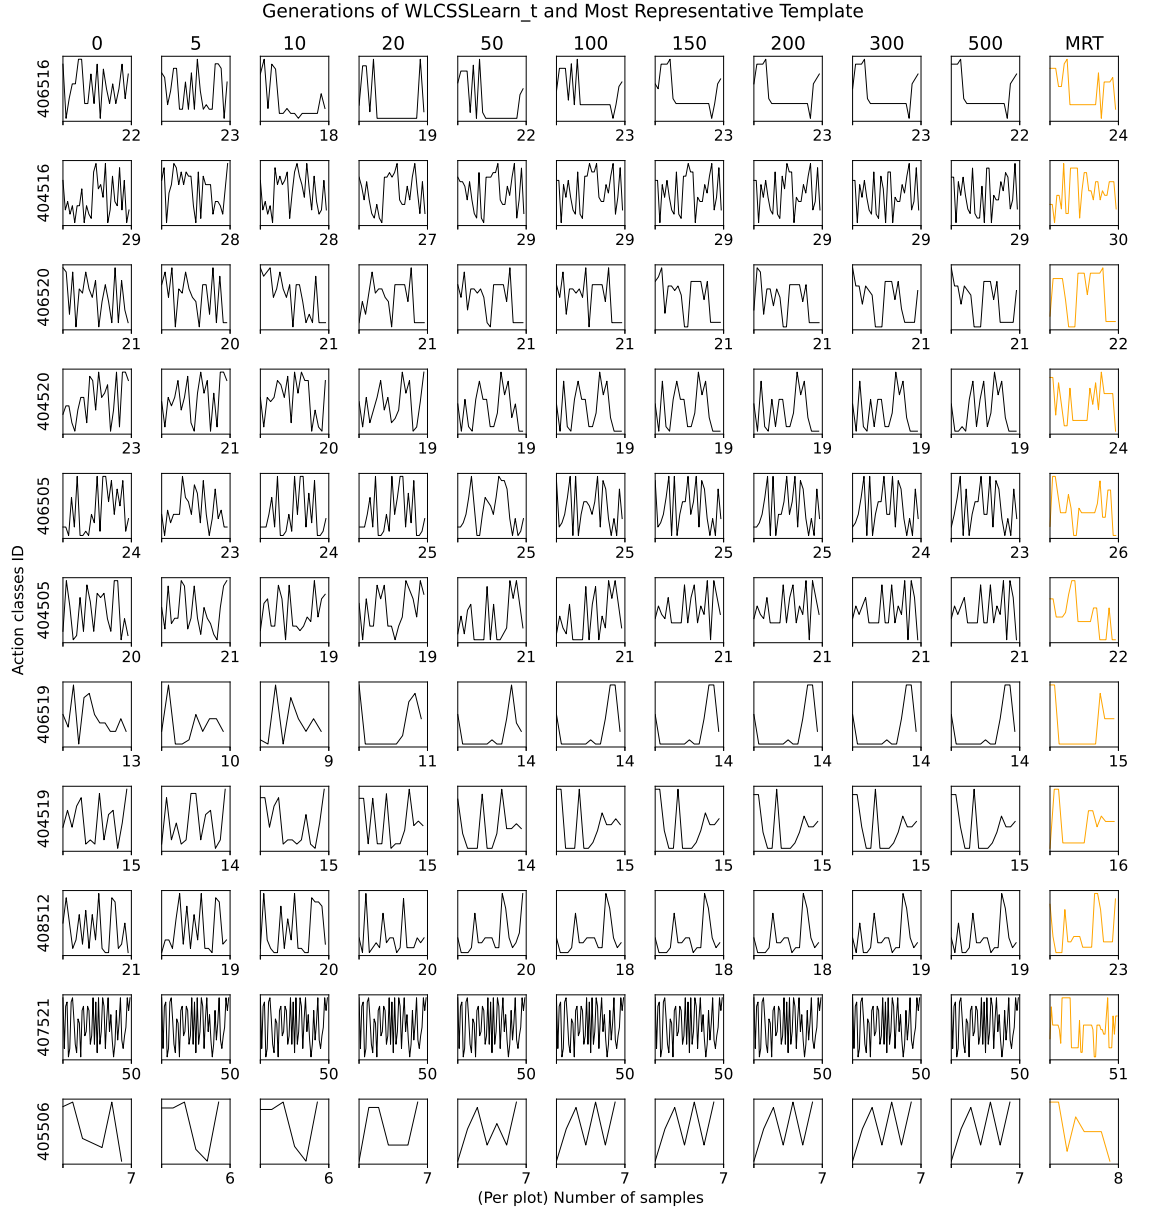 Generations of WLCSSLearn_t and Most Representative Template
0 5 10 20 50 100 150 200 300 500 MRT
406516
22 23 18 19 22 23 23 23 23 22 24
404516
29 28 28 27 29 29 29 29 29 29 30
406520
21 20 21 21 21 21 21 21 21 21 22
404520
23 21 20 19 19 19 19 19 19 19 24
406505
24 23 24 25 25 25 25 25 24 23 26
Action classes ID
404505
20 21 19 19 21 21 21 21 21 21 22
406519
13 10 9 11 14 14 14 14 14 14 15
404519
15 14 15 15 14 15 15 15 15 15 16
408512
21 19 20 20 20 18 18 18 19 19 23
407521
50 50 50 50 50 50 50 50 50 50 51
405506
7 6 6 7 7 7 7 7 7 7 8
(Per plot) Number of samples